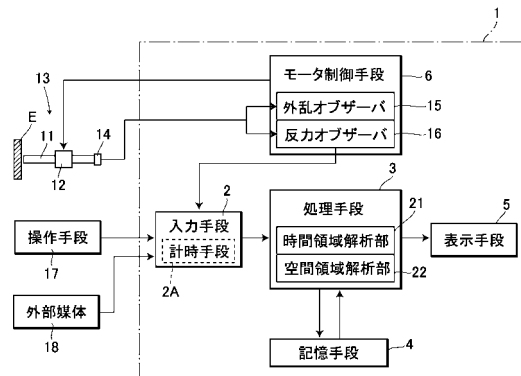 1
モータ制御手段
6
外乱オブザーバ
15
反力オブザーバ
16
13
E
11
14
12
3
2
処理手段
21
5
操作手段
入力手段
時間領域解析部
表示手段
計時手段
空間領域解析部
17
22
外部媒体
2A
18
4
記憶手段